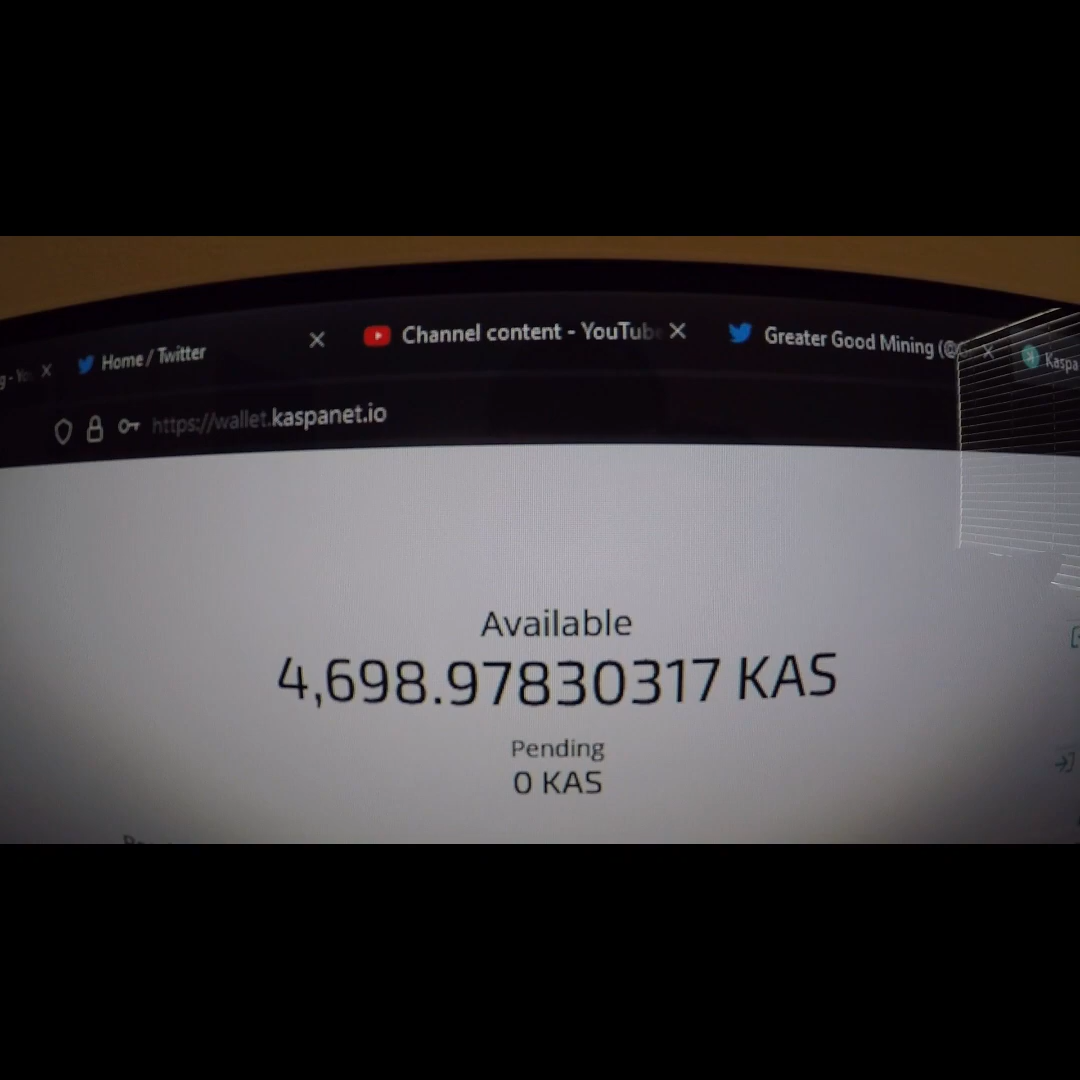 Home / Twitter
Channel content - YouTub
Greater Good Mining (@G
Kaspa
https://wallet.kaspanet.io
Available
4,698.97830317 KAS
Pending
0 KAS